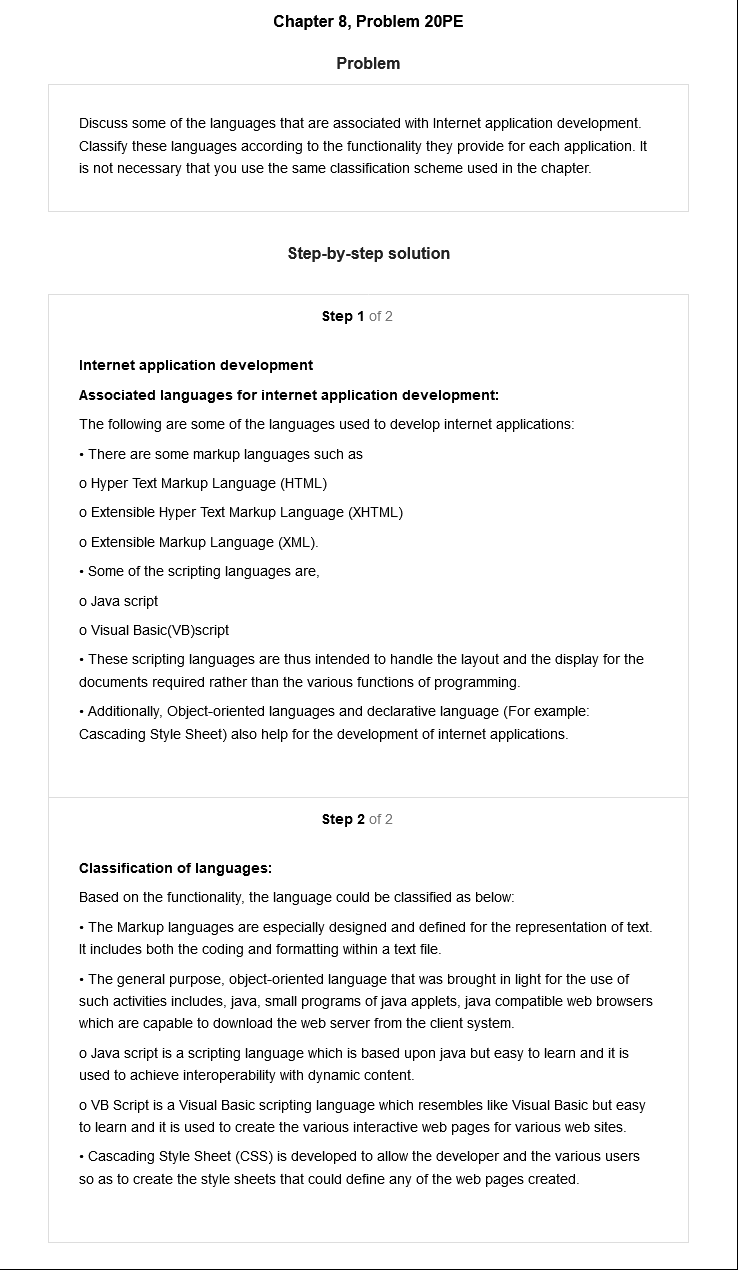 Chapter 8, Problem 20PE
Problem
Discuss some of the languages that are associated with Internet application development.
Classify these languages according to the functionality they provide for each application. It
is not necessary that you use the same classification scheme used in the chapter.
Step-by-step solution
Step 1 of 2
Internet application development
Associated languages for internet application development:
The following are some of the languages used to develop internet applications:
• There are some markup languages such as
o Hyper Text Markup Language (HTML)
o Extensible Hyper Text Markup Language (XHTML)
o Extensible Markup Language (XML).
• Some of the scripting languages are,
o Java script
o Visual Basic(VB)script
• These scripting languages are thus intended to handle the layout and the display for the
documents required rather than the various functions of programming.
• Additionally, Object-oriented languages and declarative language (For example:
Cascading Style Sheet) also help for the development of internet applications.
Step 2 of 2
Classification of languages:
Based on the functionality, the language could be classified as below:
• The Markup languages are especially designed and defined for the representation of text.
It includes both the coding and formatting within a text file.
• The general purpose, object-oriented language that was brought in light for the use of
such activities includes, java, small programs of java applets, java compatible web browsers
which are capable to download the web server from the client system.
o Java script is a scripting language which is based upon java but easy to learn and it is
used to achieve interoperability with dynamic content.
o VB Script is a Visual Basic scripting language which resembles like Visual Basic but easy
to learn and it is used to create the various interactive web pages for various web sites.
• Cascading Style Sheet (CSS) is developed to allow the developer and the various users
so as to create the style sheets that could define any of the web pages created.